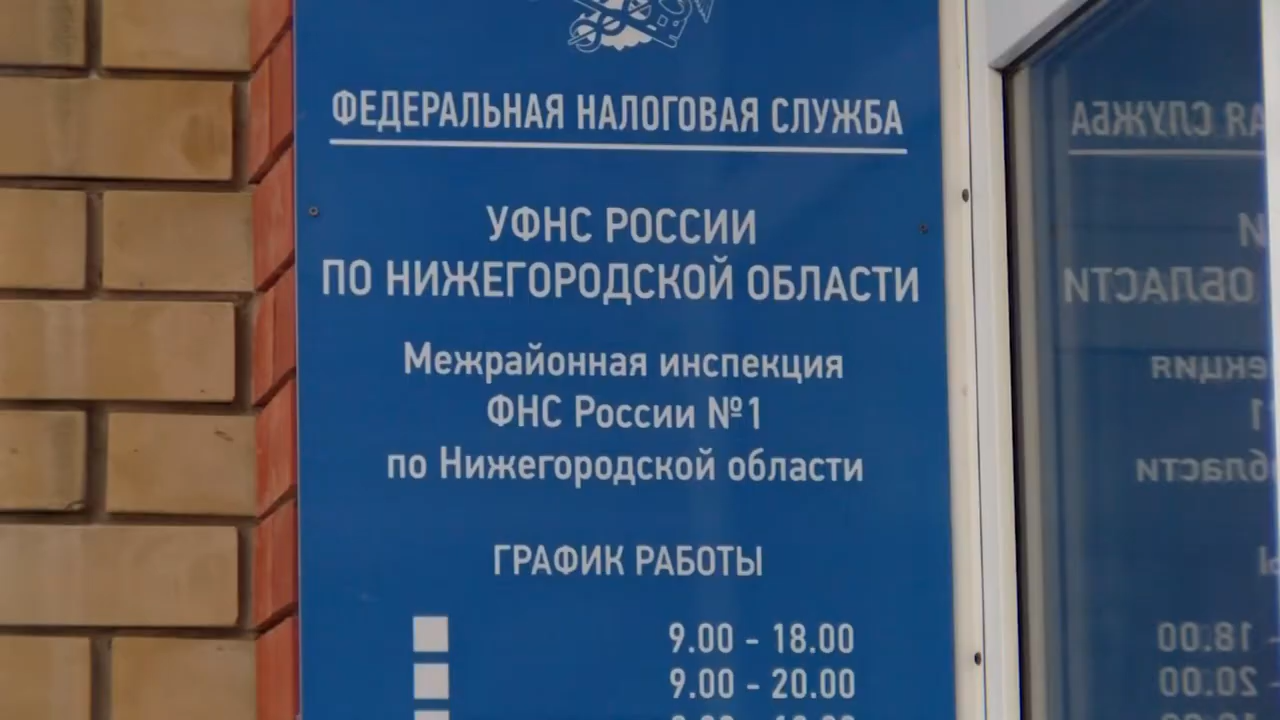 ФЕДЕРАЛЬНАЯ НАЛОГОВАЯ СЛУЖБА
УФНС РОССИИ
ПО НИЖЕГОРОДСКОЙ ОБЛАСТИ
Межрайонная инспекция
ФНС России №1
по Нижегородской области
ГРАФИК РАБОТЫ
9.00 - 18.00
9.00 - 20.00